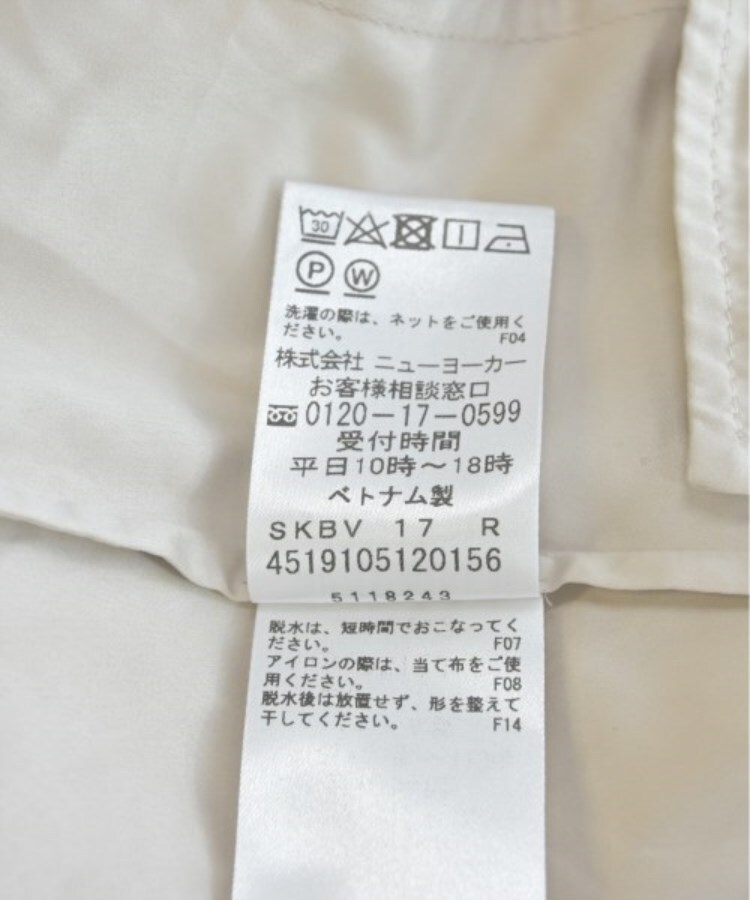 30
P W
洗濯の際は、ネットをご使用く
ださい。 F04
株式会社 ニューヨーカー
お客様相談窓口
0120-17-0599
受付時間
平日10時～18時
ベトナム製
SKBV 17 R
4519105120156
5118243
脱水は、短時間でおこなってく
ださい。 F07
アイロンの際は、当て布をご使
用ください。 F08
脱水後は放置せず、形を整えて
干してください。 F14